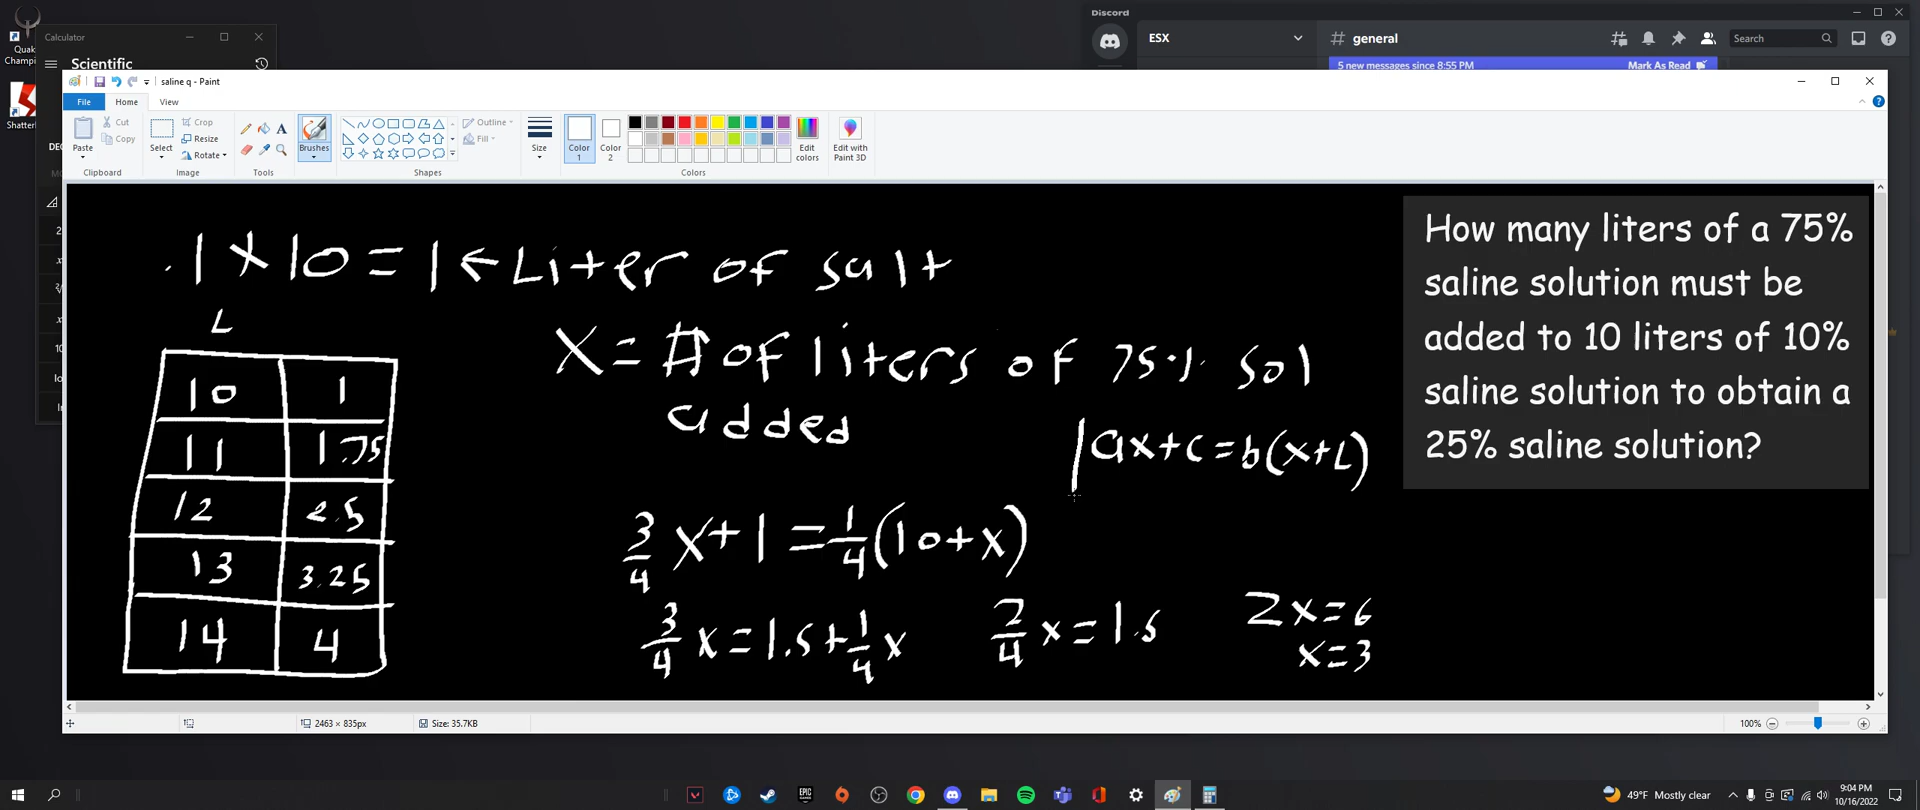 Quak
Champi...
Shatterl
Calculator
Scientific
Discord
ESX
# general
Search
5 new messages since 8:55 PM
Mark As Read
saline q - Paint
File
Home
View
Paste
Cut
Copy
Clipboard
Select
Crop
Resize
Rotate
Image
Tools
Brushes
Outline
Fill
Shapes
Size
Color 1
Color 2
Edit colors
Edit with Paint 3D
Colors
.1 x 10 = 1 ← Liter of salt
L
10 1
11 1.75
12 2.5
13 3.25
14 4
X = # of liters of 75% sol
added
ax+c=b(x+L)
3/4 x + 1 = 1/4 (10+x)
3/4 x = 1.5 + 1/4 x
2/4 x = 1.5
2x=6
x=3
How many liters of a 75%
saline solution must be
added to 10 liters of 10%
saline solution to obtain a
25% saline solution?
2463 × 835px
Size: 35.7KB
100%
49°F Mostly clear
9:04 PM
10/16/2022